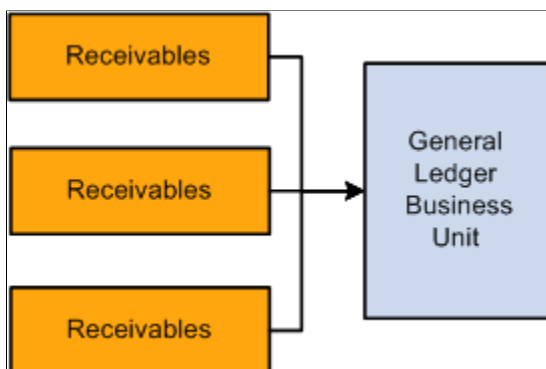 Receivables
Receivables
Receivables
General
Ledger
Business
Unit